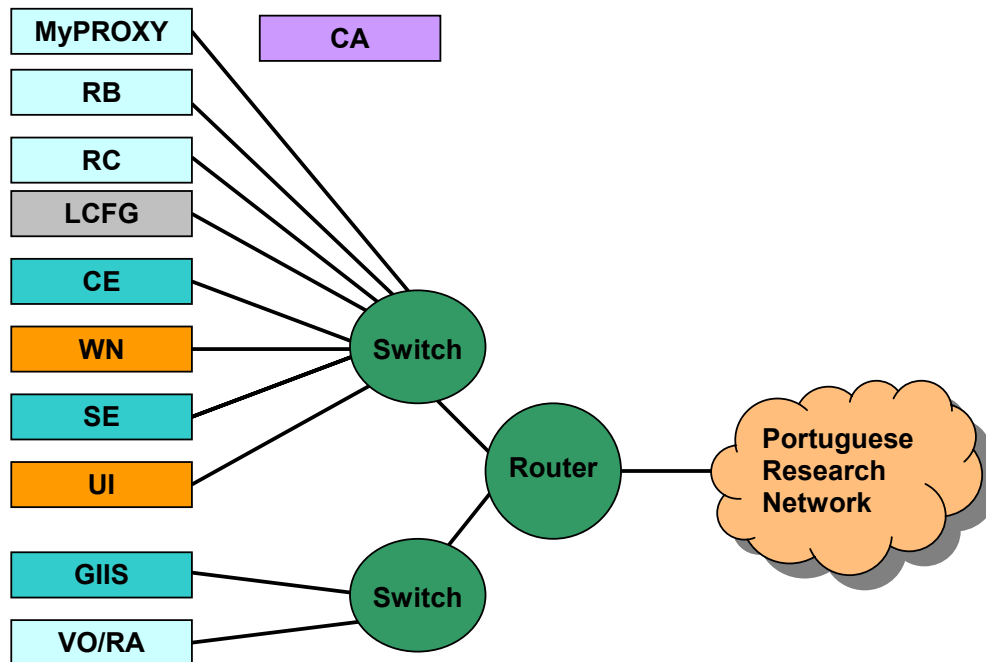 MyPROXY
CA
RB
RC
LCFG
CE
WN
Switch
SE
UI
Router
Portuguese
Research
Network
GIIS
Switch
VO/RA